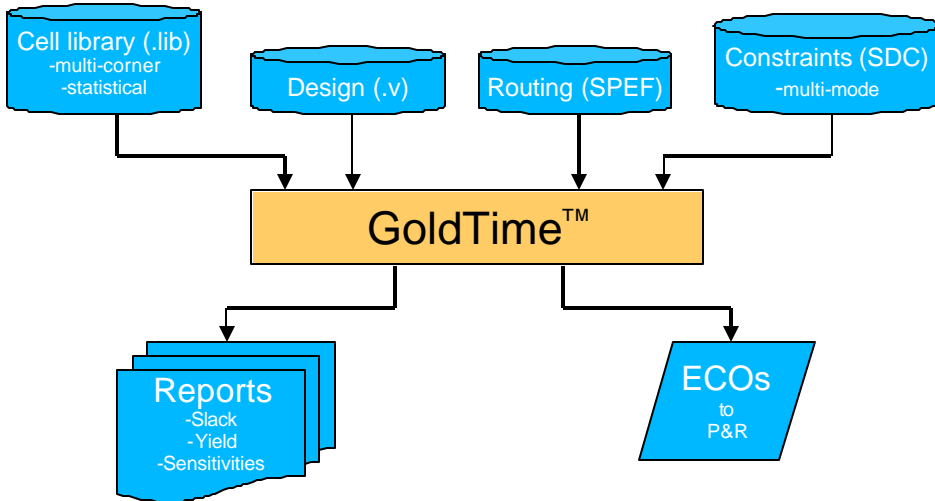 Cell library (.lib)
-multi-corner
-statistical
Design (.v)
Routing (SPEF)
Constraints (SDC)
-multi-mode
GoldTime™
Reports
-Slack
-Yield
-Sensitivities
ECOs
to
P&R